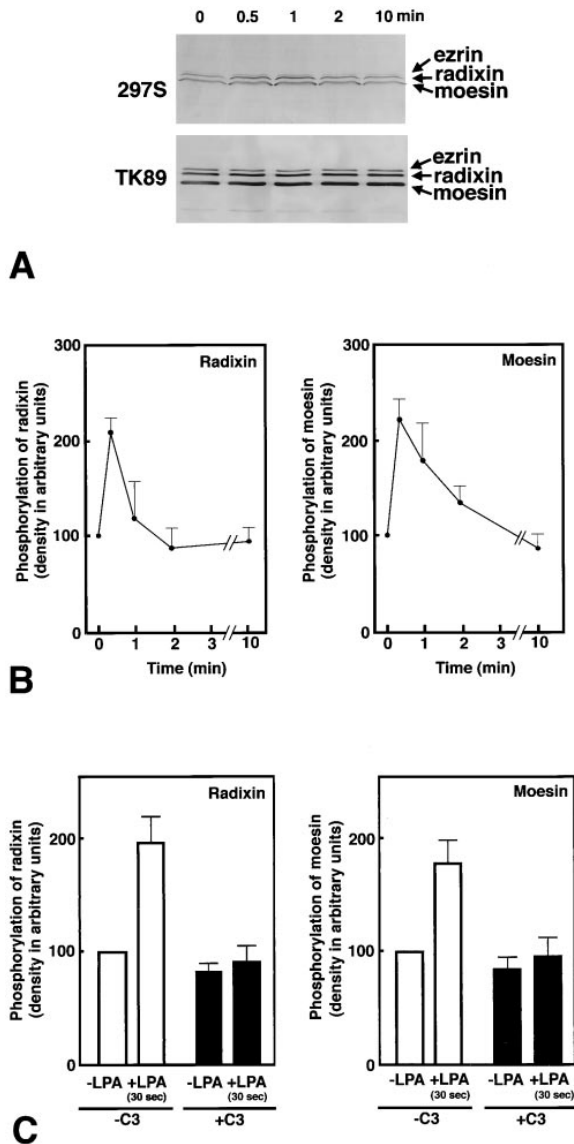 0 0.5 1 2 10 min
297S
ezrin
radixin
moesin
TK89
ezrin
radixin
moesin
A
Phosphorylation of radixin
(density in arbitrary units)
300
200
100
0
Radixin
0 1 2 3 10
Time (min)
Phosphorylation of moesin
(density in arbitrary units)
300
200
100
0
Moesin
0 1 2 3 10
Time (min)
B
Phosphorylation of radixin
(density in arbitrary units)
200
100
0
Radixin
-LPA +LPA -LPA +LPA
(30 sec) (30 sec)
-C3 +C3
Phosphorylation of moesin
(density in arbitrary units)
200
100
0
Moesin
-LPA +LPA -LPA +LPA
(30 sec) (30 sec)
-C3 +C3
C